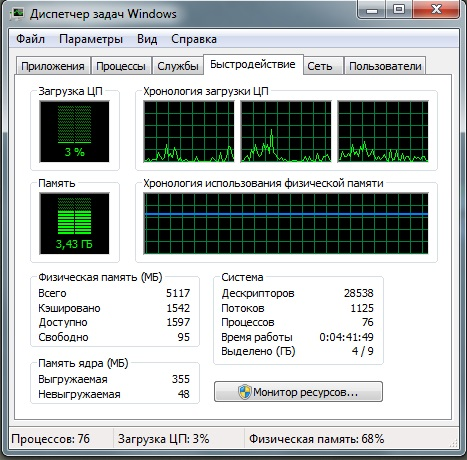 Диспетчер задач Windows
Файл Параметры Вид Справка
Приложения Процессы Службы Быстродействие Сеть Пользователи
Загрузка ЦП Хронология загрузки ЦП
3 %
Память Хронология использования физической памяти
3,43 ГБ
Физическая память (МБ)
Всего 5117
Кэшировано 1542
Доступно 1597
Свободно 95
Память ядра (МБ)
Выгружаемая 355
Невыгружаемая 48
Система
Дескрипторов 28538
Потоков 1125
Процессов 76
Время работы 0:04:41:49
Выделено (ГБ) 4 / 9
Монитор ресурсов...
Процессов: 76 Загрузка ЦП: 3% Физическая память: 68%